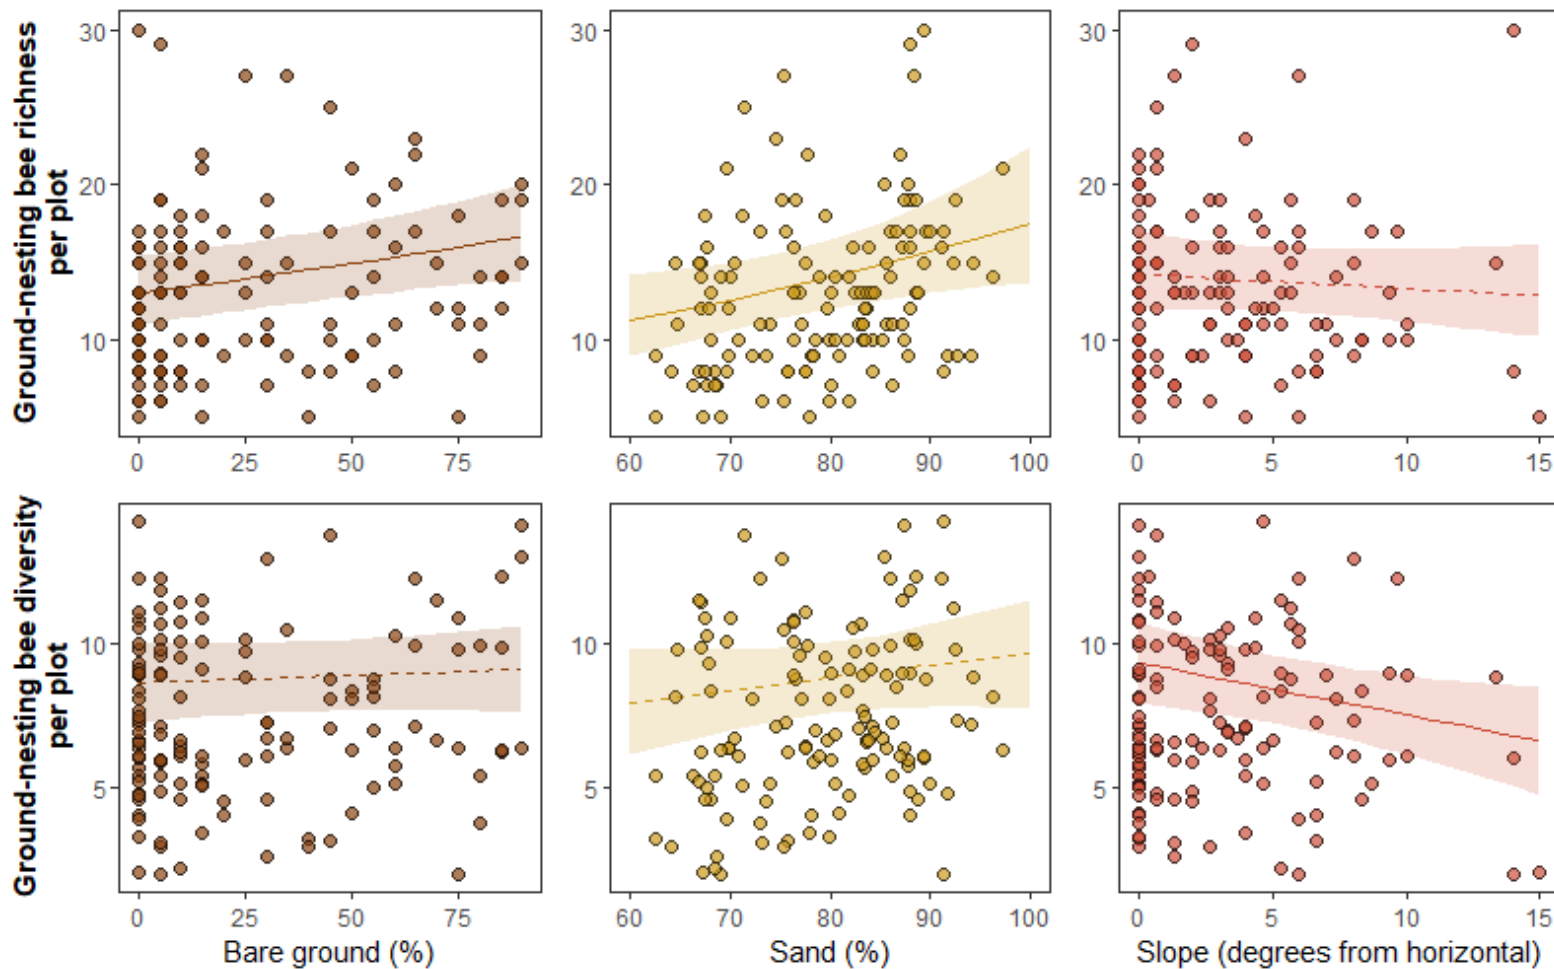 Ground-nesting bee richness
per plot
30
20
10
0 25 50 75
30
20
10
60 70 80 90 100
30
20
10
0 5 10 15
Ground-nesting bee diversity
per plot
10
5
0 25 50 75
Bare ground (%)
10
5
60 70 80 90 100
Sand (%)
10
5
0 5 10 15
Slope (degrees from horizontal)